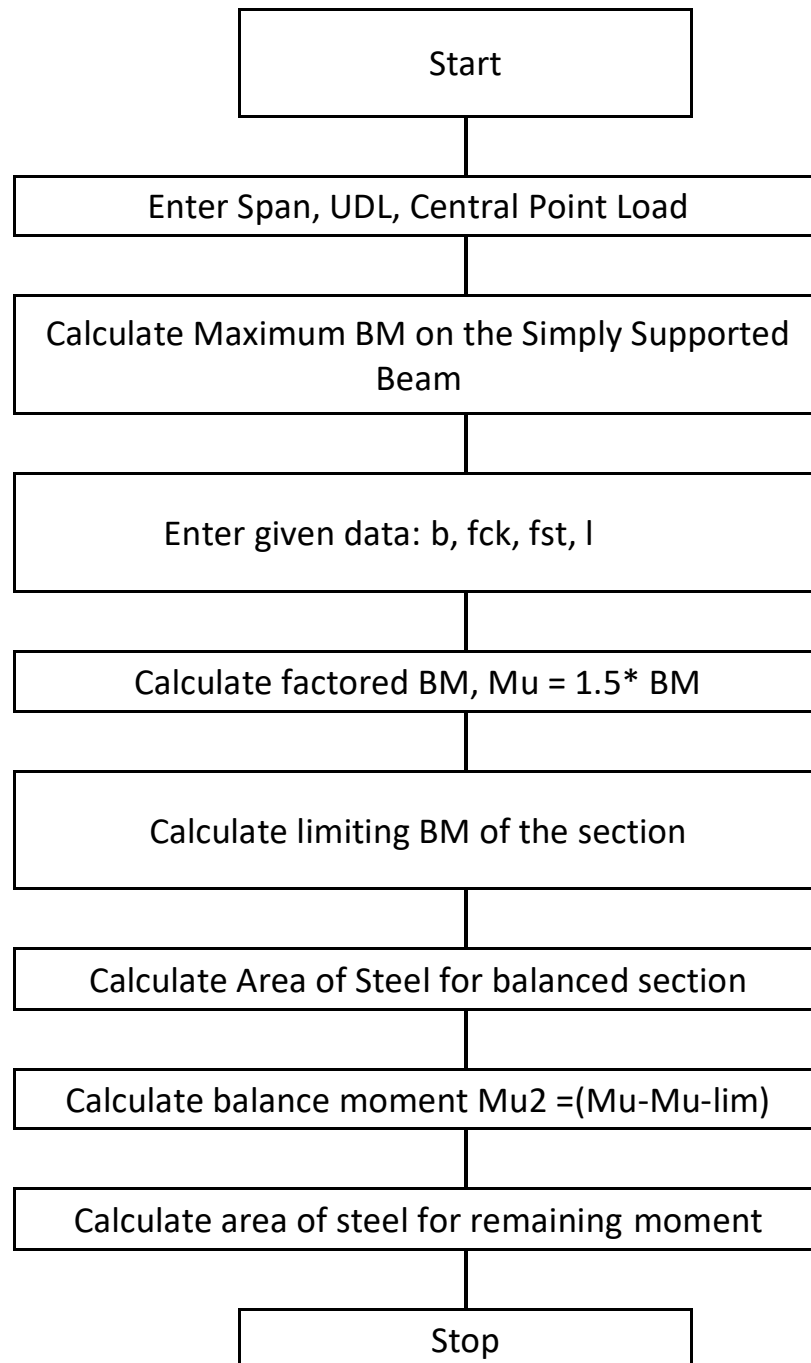 Start
Enter Span, UDL, Central Point Load
Calculate Maximum BM on the Simply Supported
Beam
Enter given data: b, fck, fst, l
Calculate factored BM, Mu = 1.5* BM
Calculate limiting BM of the section
Calculate Area of Steel for balanced section
Calculate balance moment Mu2 =(Mu-Mu-lim)
Calculate area of steel for remaining moment
Stop